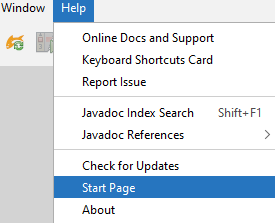 Window Help
Online Docs and Support
Keyboard Shortcuts Card
Report Issue
Javadoc Index Search Shift+F1
Javadoc References
Check for Updates
Start Page
About